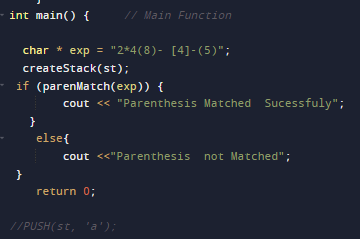 int main() {     // Main Function
char * exp = "2*4(8)- [4]-(5)";
createStack(st);
if (parenMatch(exp)) {
cout << "Parenthesis Matched  Sucessfuly";
}
else{
cout <<"Parenthesis  not Matched";
}
return 0;
//PUSH(st, 'a');